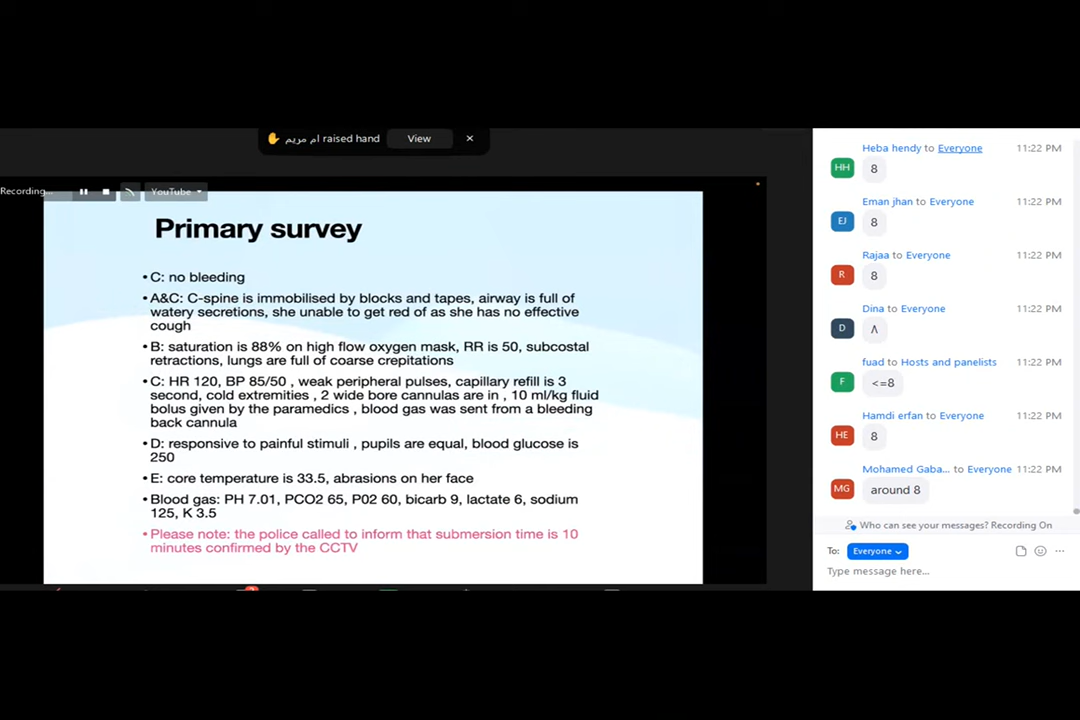 ام مريم raised hand
View
Recording...
YouTube
Primary survey
• C: no bleeding
• A&C: C-spine is immobilised by blocks and tapes, airway is full of
watery secretions, she unable to get red of as she has no effective
cough
• B: saturation is 88% on high flow oxygen mask, RR is 50, subcostal
retractions, lungs are full of coarse crepitations
• C: HR 120, BP 85/50 , weak peripheral pulses, capillary refill is 3
second, cold extremities , 2 wide bore cannulas are in , 10 ml/kg fluid
bolus given by the paramedics , blood gas was sent from a bleeding
back cannula
• D: responsive to painful stimuli , pupils are equal, blood glucose is
250
• E: core temperature is 33.5, abrasions on her face
• Blood gas: PH 7.01, PCO2 65, P02 60, bicarb 9, lactate 6, sodium
125, K 3.5
• Please note: the police called to inform that submersion time is 10
minutes confirmed by the CCTV
Heba hendy to Everyone 11:22 PM
HH
8
Eman jhan to Everyone 11:22 PM
EJ
8
Rajaa to Everyone 11:22 PM
R
8
Dina to Everyone 11:22 PM
D
٨
fuad to Hosts and panelists 11:22 PM
F
<=8
Hamdi erfan to Everyone 11:22 PM
HE
8
Mohamed Gaba... to Everyone 11:22 PM
MG
around 8
Who can see your messages? Recording On
To: Everyone
Type message here...